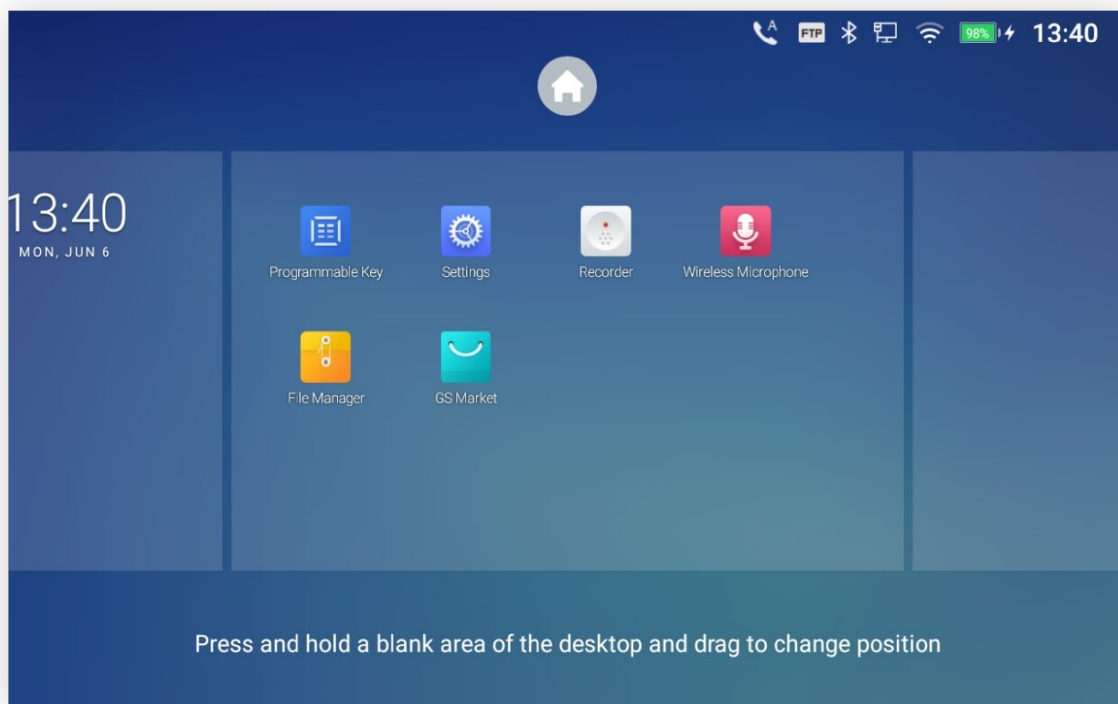 A
FTP
98%
13:40
13:40
MON, JUN 6
Programmable Key
Settings
Recorder
Wireless Microphone
File Manager
GS Market
Press and hold a blank area of the desktop and drag to change position